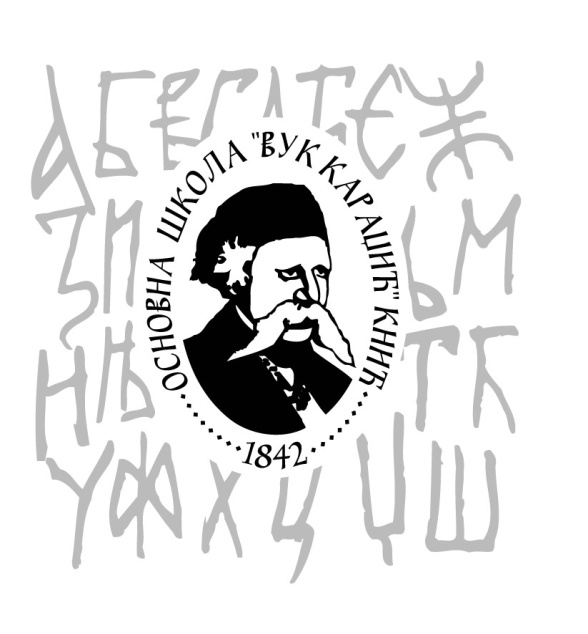 А Б В Г Д Ђ Е Ж
З И Љ М
Н Њ Т Ћ
У Ф Х Ц Џ Ш
ОСНОВНА ШКОЛА "ВУК КАРАЏИЋ" КНИЋ
1842